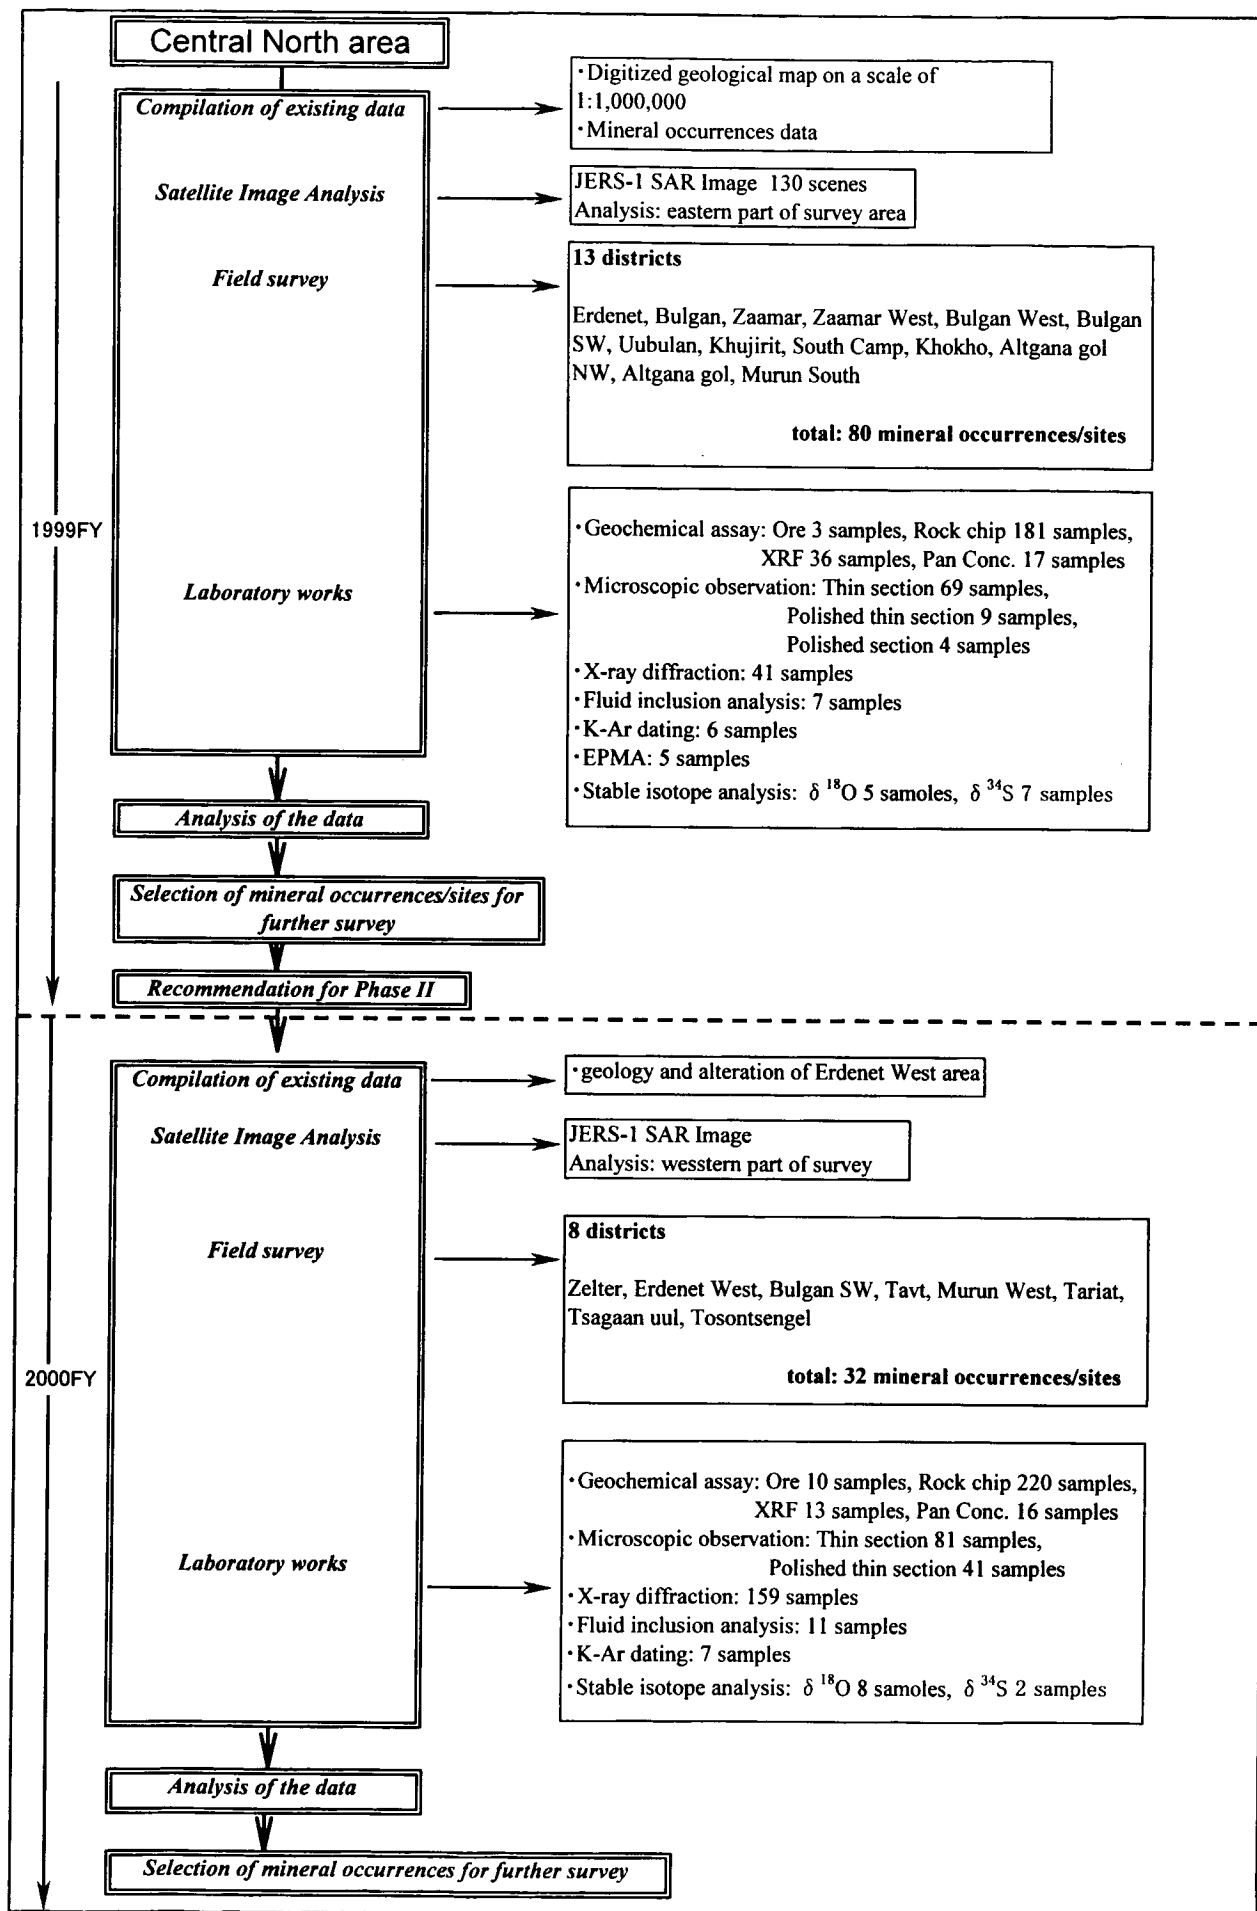 Central North area
Compilation of existing data
·Digitized geological map on a scale of
1:1,000,000
·Mineral occurrences data
Satellite Image Analysis
JERS-1 SAR Image 130 scenes
Analysis: eastern part of survey area
Field survey
13 districts
Erdenet, Bulgan, Zaamar, Zaamar West, Bulgan West, Bulgan
SW, Uubulan, Khujirit, South Camp, Khokho, Altgana gol
NW, Altgana gol, Murun South
total: 80 mineral occurrences/sites
1999FY
Laboratory works
·Geochemical assay: Ore 3 samples, Rock chip 181 samples,
XRF 36 samples, Pan Conc. 17 samples
·Microscopic observation: Thin section 69 samples,
Polished thin section 9 samples,
Polished section 4 samples
·X-ray diffraction: 41 samples
·Fluid inclusion analysis: 7 samples
·K-Ar dating: 6 samples
·EPMA: 5 samples
·Stable isotope analysis: δ ¹⁸O 5 samoles, δ ³⁴S 7 samples
Analysis of the data
Selection of mineral occurrences/sites for
further survey
Recommendation for Phase II
Compilation of existing data
·geology and alteration of Erdenet West area
Satellite Image Analysis
JERS-1 SAR Image
Analysis: wesstern part of survey
Field survey
8 districts
Zelter, Erdenet West, Bulgan SW, Tavt, Murun West, Tariat,
Tsagaan uul, Tosontsengel
total: 32 mineral occurrences/sites
2000FY
Laboratory works
·Geochemical assay: Ore 10 samples, Rock chip 220 samples,
XRF 13 samples, Pan Conc. 16 samples
·Microscopic observation: Thin section 81 samples,
Polished thin section 41 samples
·X-ray diffraction: 159 samples
·Fluid inclusion analysis: 11 samples
·K-Ar dating: 7 samples
·Stable isotope analysis: δ ¹⁸O 8 samoles, δ ³⁴S 2 samples
Analysis of the data
Selection of mineral occurrences for further survey